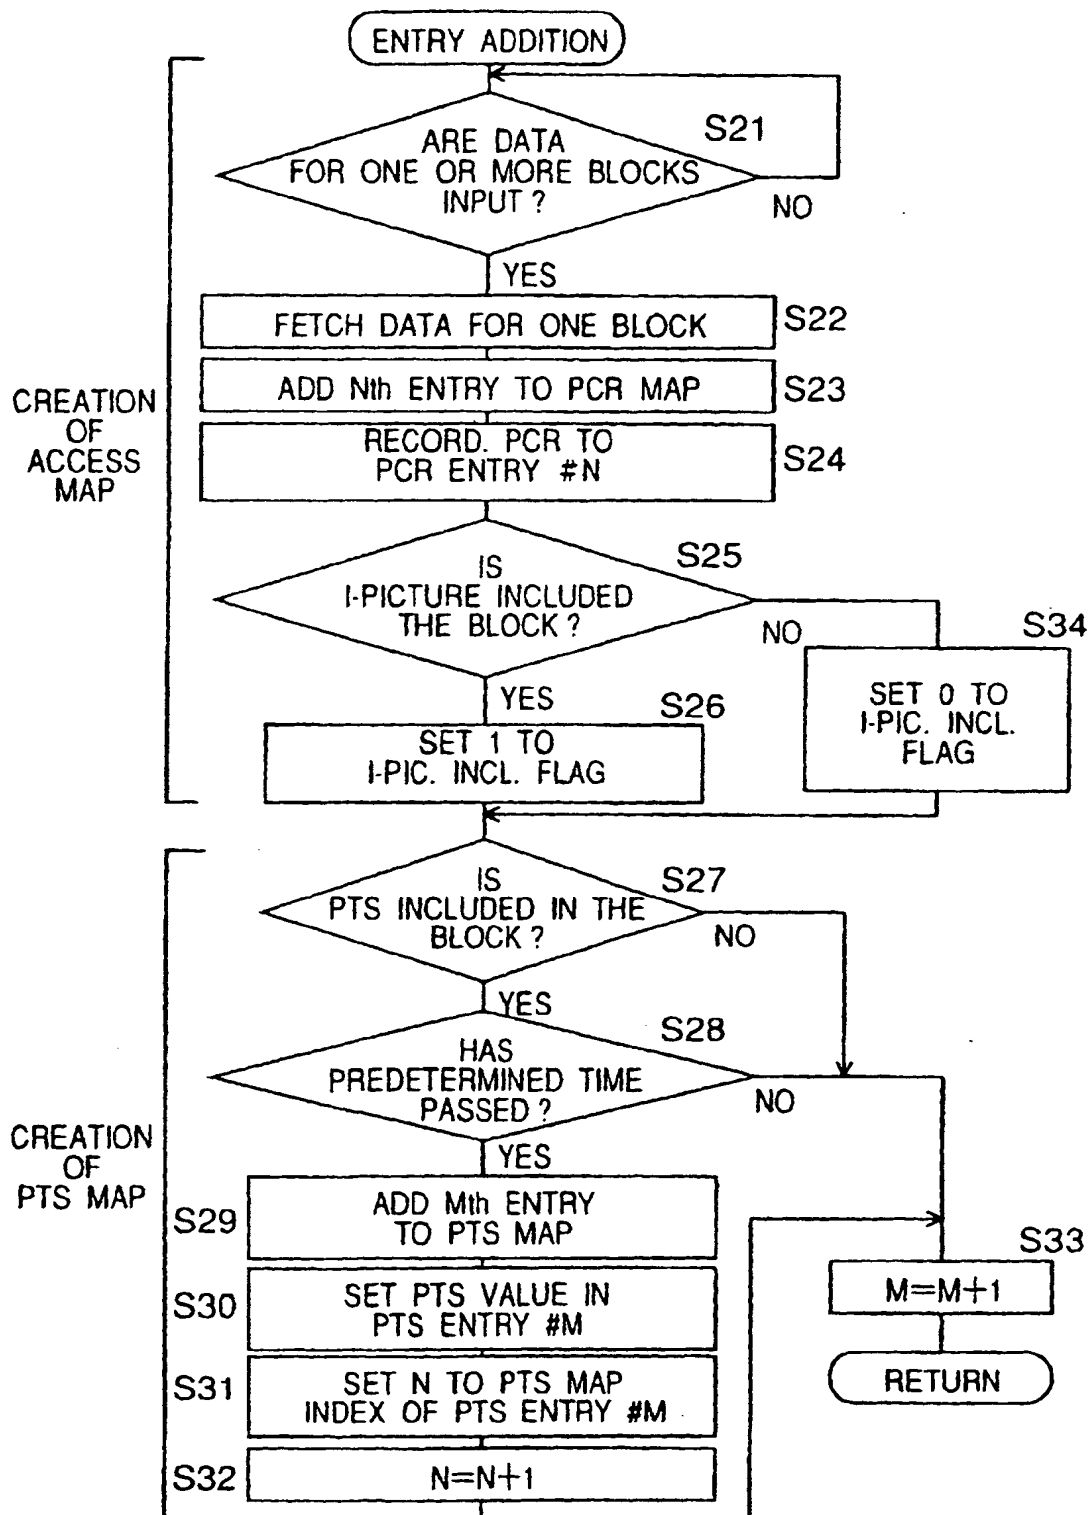 ENTRY ADDITION
S21
ARE DATA
FOR ONE OR MORE BLOCKS
INPUT ?
NO
YES
FETCH DATA FOR ONE BLOCK
S22
ADD Nth ENTRY TO PCR MAP
S23
RECORD. PCR TO
PCR ENTRY #N
S24
CREATION
OF
ACCESS
MAP
S25
IS
I-PICTURE INCLUDED
THE BLOCK ?
NO
YES
S34
SET 0 TO
I-PIC. INCL.
FLAG
S26
SET 1 TO
I-PIC. INCL. FLAG
S27
IS
PTS INCLUDED IN THE
BLOCK ?
NO
YES
S28
HAS
PREDETERMINED TIME
PASSED ?
NO
YES
CREATION
OF
PTS MAP
S29
ADD Mth ENTRY
TO PTS MAP
S30
SET PTS VALUE IN
PTS ENTRY #M
S31
SET N TO PTS MAP
INDEX OF PTS ENTRY #M
S32
N=N+1
S33
M=M+1
RETURN